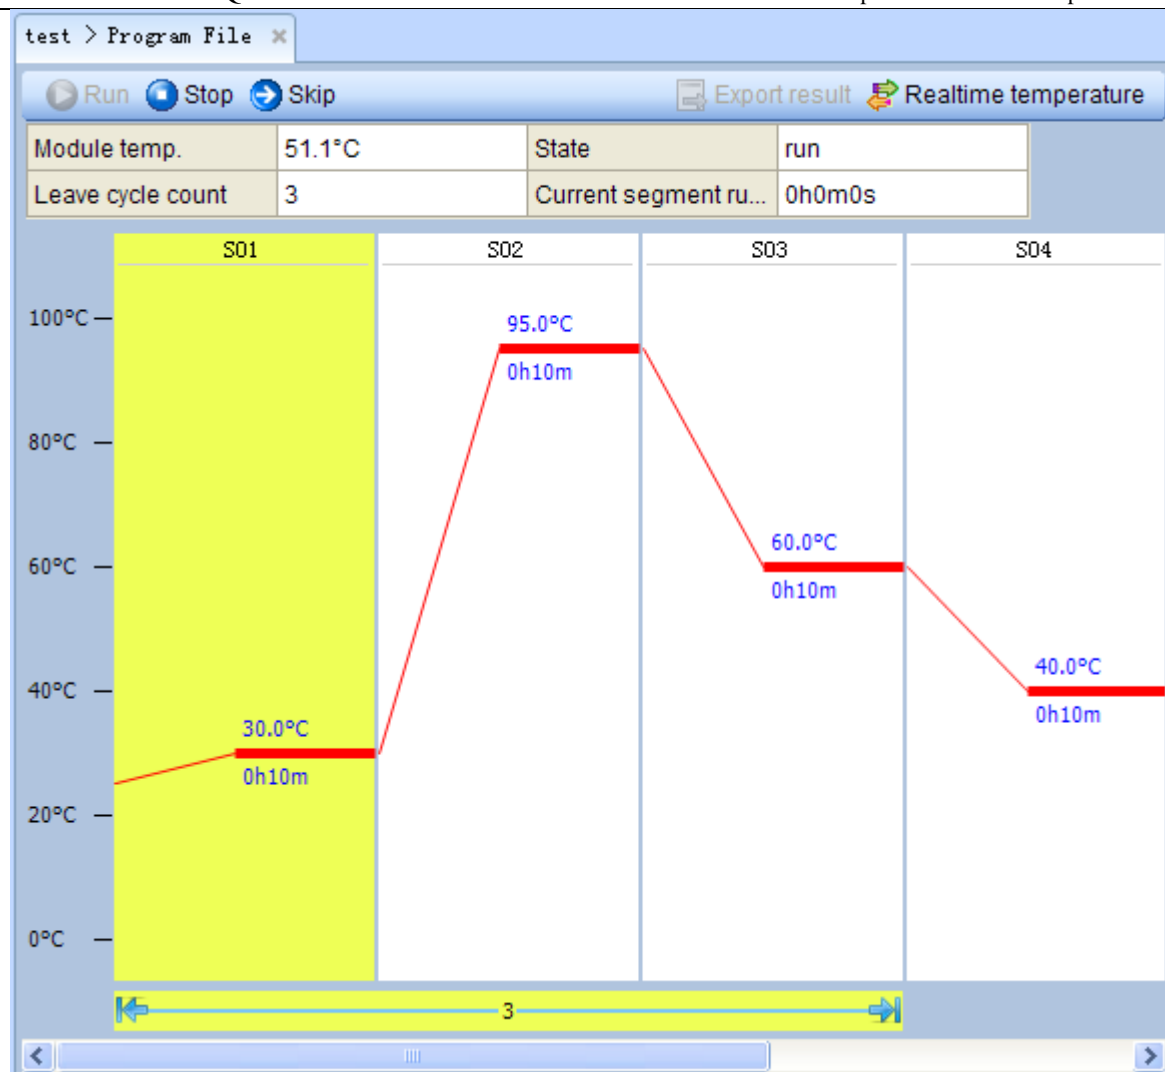 test > Program File
Run Stop Skip Export result Realtime temperature
Module temp. 51.1°C State run
Leave cycle count 3 Current segment ru... 0h0m0s
S01 S02 S03 S04
100°C
95.0°C
0h10m
80°C
60.0°C
60°C
0h10m
40.0°C
40°C
0h10m
30.0°C
0h10m
20°C
0°C
3